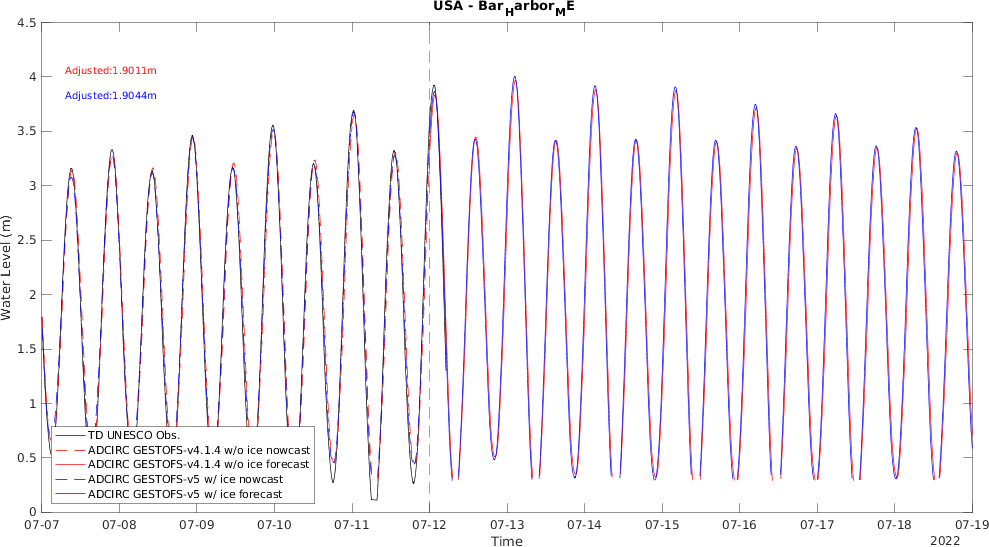 USA - Bar_Harbor_ME
4.5
Adjusted:1.9011m
4
Adjusted:1.9044m
3.5
3
2.5
Water Level (m)
2
1.5
1
0.5
0
TD UNESCO Obs.
ADCIRC GESTOFS-v4.1.4 w/o ice nowcast
ADCIRC GESTOFS-v4.1.4 w/o ice forecast
ADCIRC GESTOFS-v5 w/ ice nowcast
ADCIRC GESTOFS-v5 w/ ice forecast
07-07 07-08 07-09 07-10 07-11 07-12 07-13 07-14 07-15 07-16 07-17 07-18 07-19
Time
2022